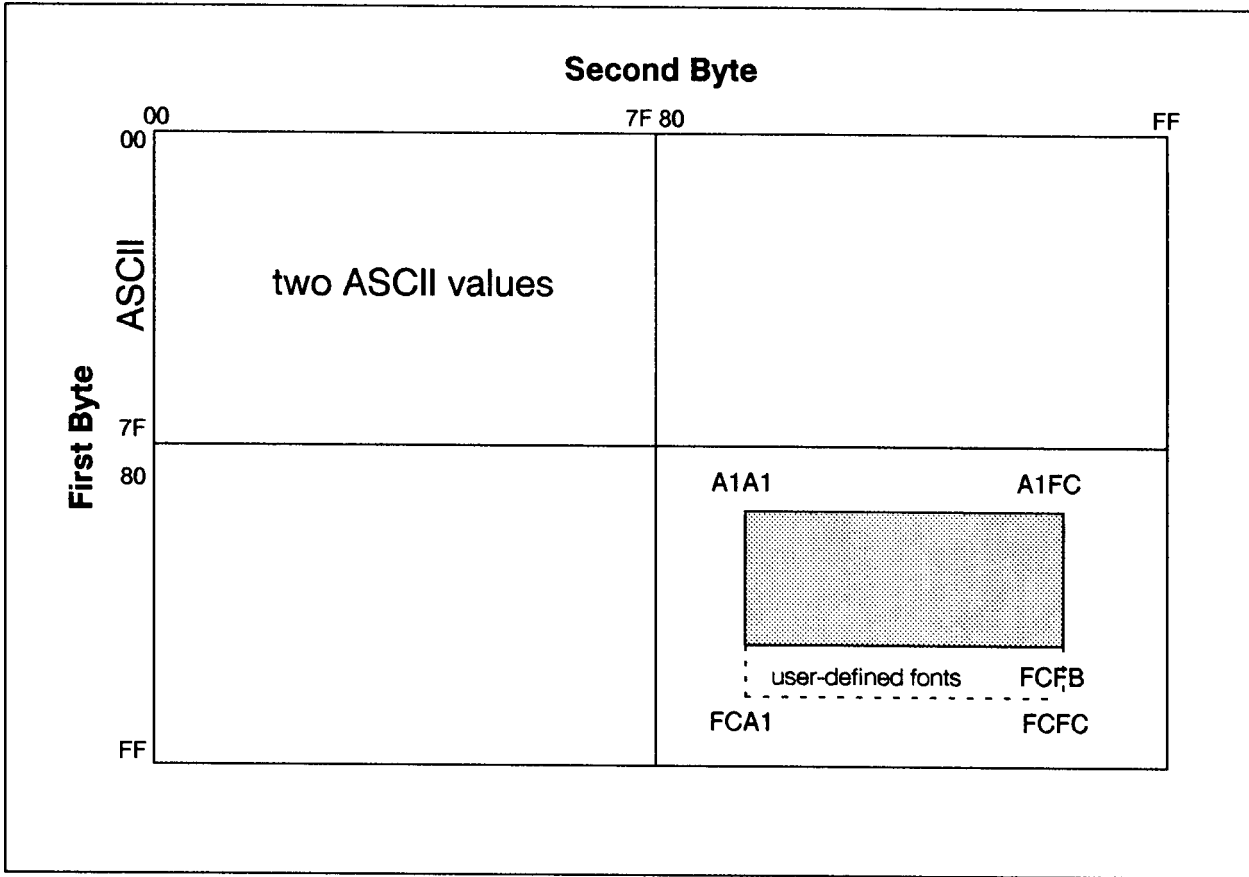 Second Byte
00 7F 80 FF
00
ASCII
two ASCII values
First Byte
7F
80
A1A1 A1FC
user-defined fonts FCFB
FCA1 FCFC
FF